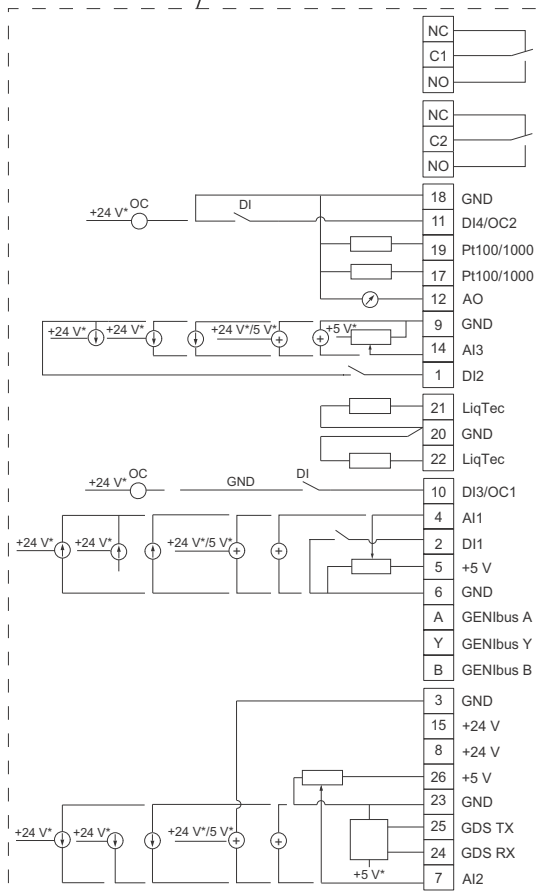 NC
C1
NO
NC
C2
NO
18 GND
+24 V* OC DI 11 DI4/OC2
19 Pt100/1000
17 Pt100/1000
12 AO
9 GND
+24 V* +24 V* +24 V*/5 V* +5 V*
14 AI3
1 DI2
21 LiqTec
20 GND
22 LiqTec
+24 V* OC GND DI 10 DI3/OC1
4 AI1
2 DI1
+24 V* +24 V* +24 V*/5 V*
5 +5 V
6 GND
A GENIbus A
Y GENIbus Y
B GENIbus B
3 GND
15 +24 V
8 +24 V
26 +5 V
23 GND
25 GDS TX
+24 V* +24 V* +24 V*/5 V*
24 GDS RX
+5 V*
7 AI2